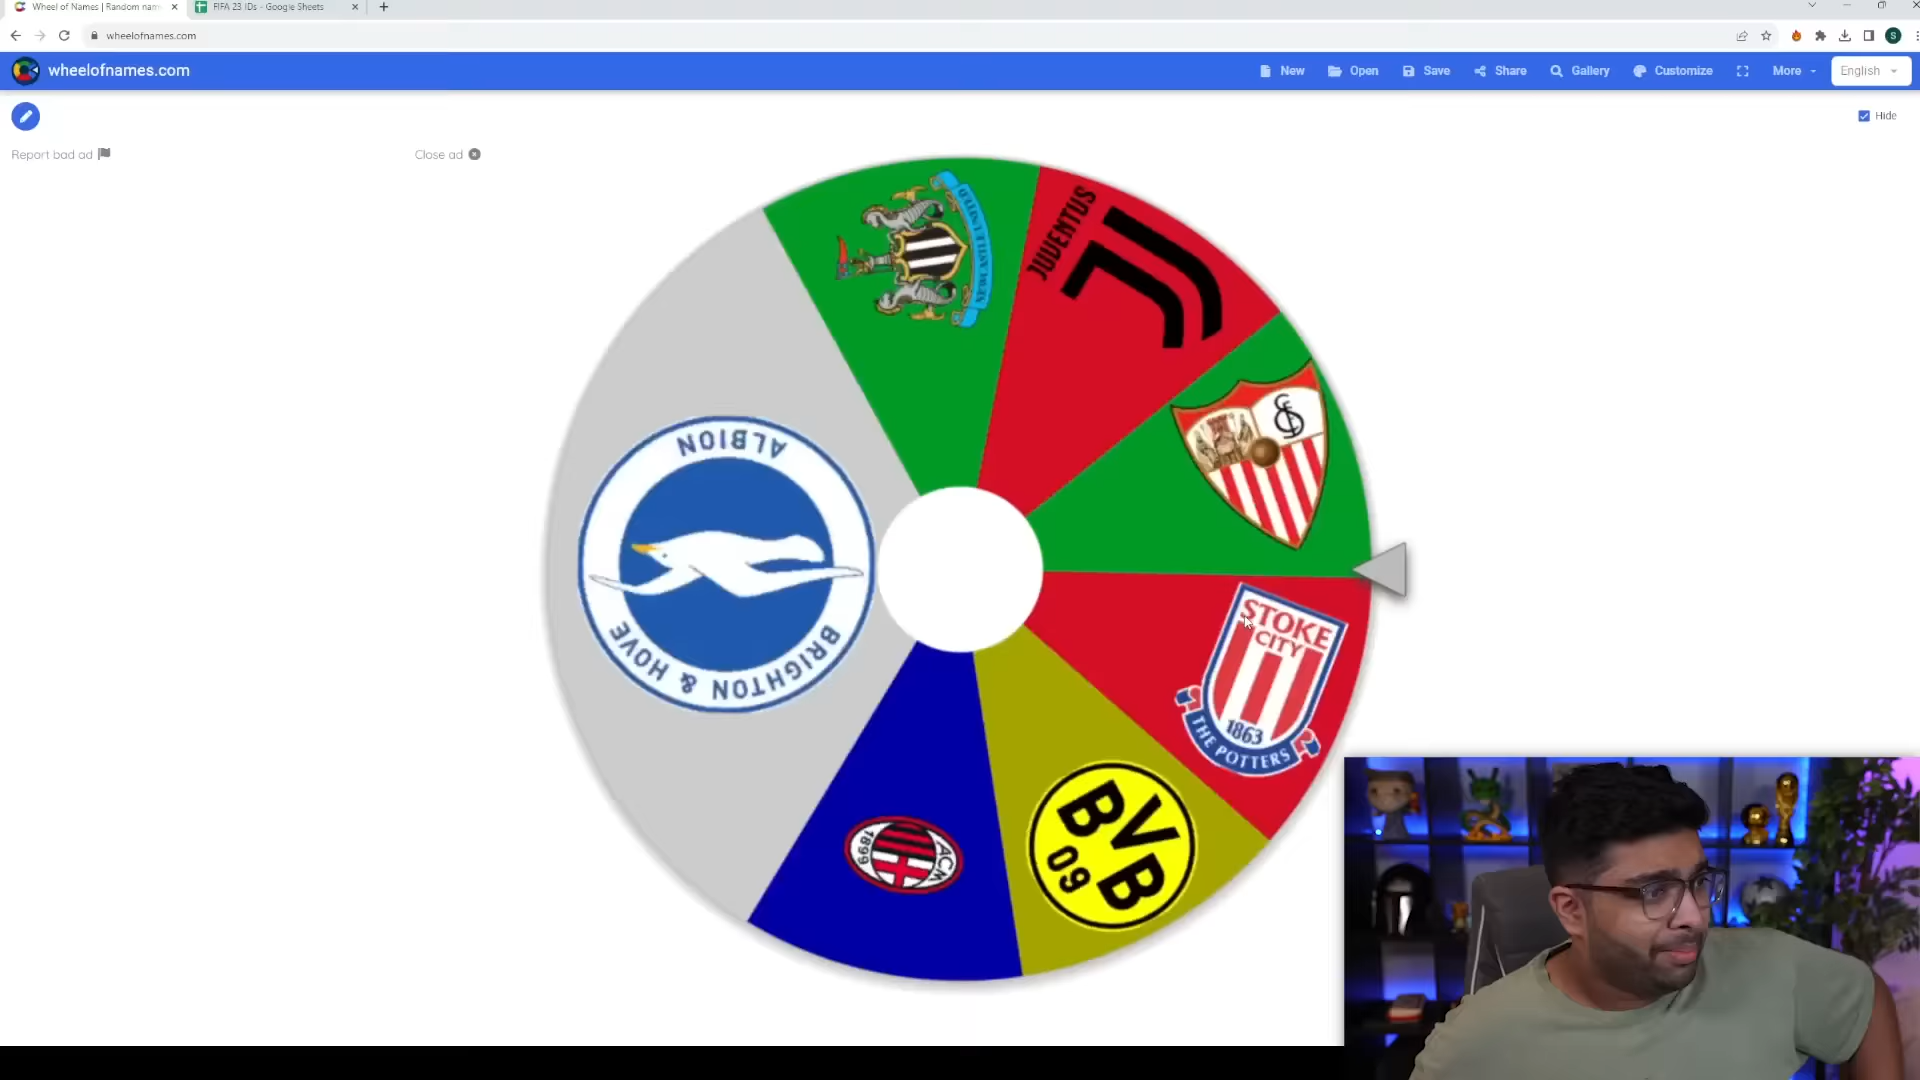 Wheel of Names | Random nam
FIFA 23 IDs - Google Sheets
wheelofnames.com
S
wheelofnames.com
New
Open
Save
Share
Gallery
Customize
More
English
Hide
Report bad ad
Close ad
NEWCASTLE UNITED
JUVENTUS
ALBION
BRIGHTON & HOVE
STOKE
CITY
1863
THE POTTERS
BVB
09
ACM
1899